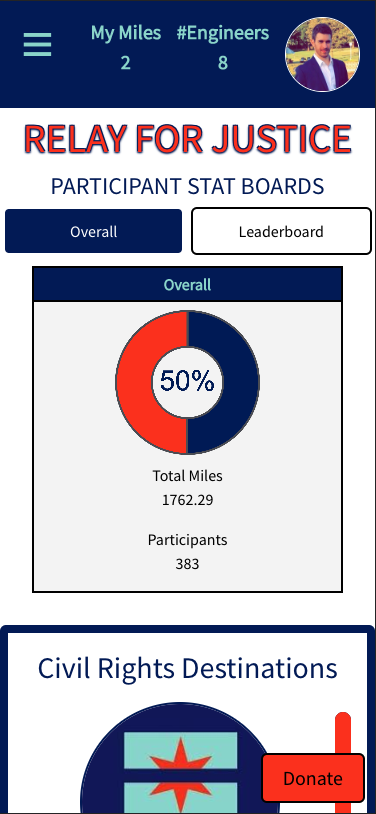 My Miles #Engineers
2 8
RELAY FOR JUSTICE
PARTICIPANT STAT BOARDS
Overall Leaderboard
Overall
50%
Total Miles
1762.29
Participants
383
Civil Rights Destinations
Donate